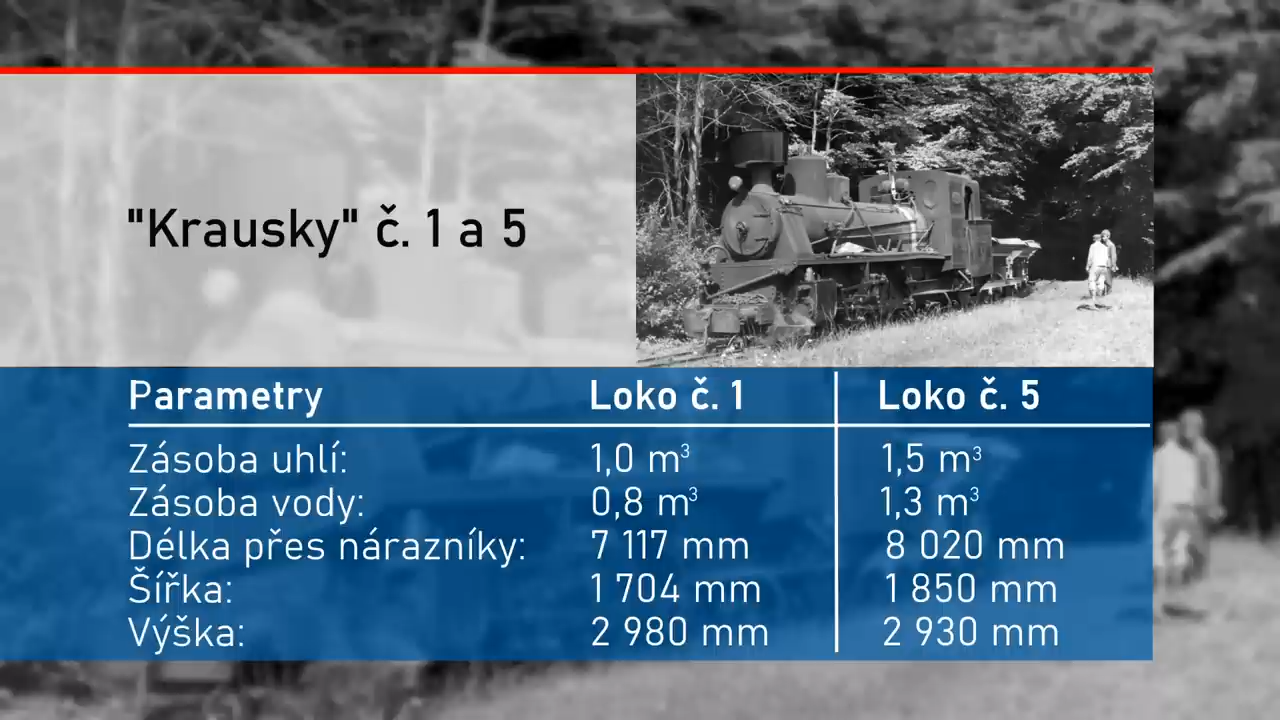 "Krausky" č. 1 a 5
Parametry Loko č. 1 Loko č. 5
Zásoba uhlí: 1,0 m³ 1,5 m³
Zásoba vody: 0,8 m³ 1,3 m³
Délka přes nárazníky: 7 117 mm 8 020 mm
Šířka: 1 704 mm 1 850 mm
Výška: 2 980 mm 2 930 mm